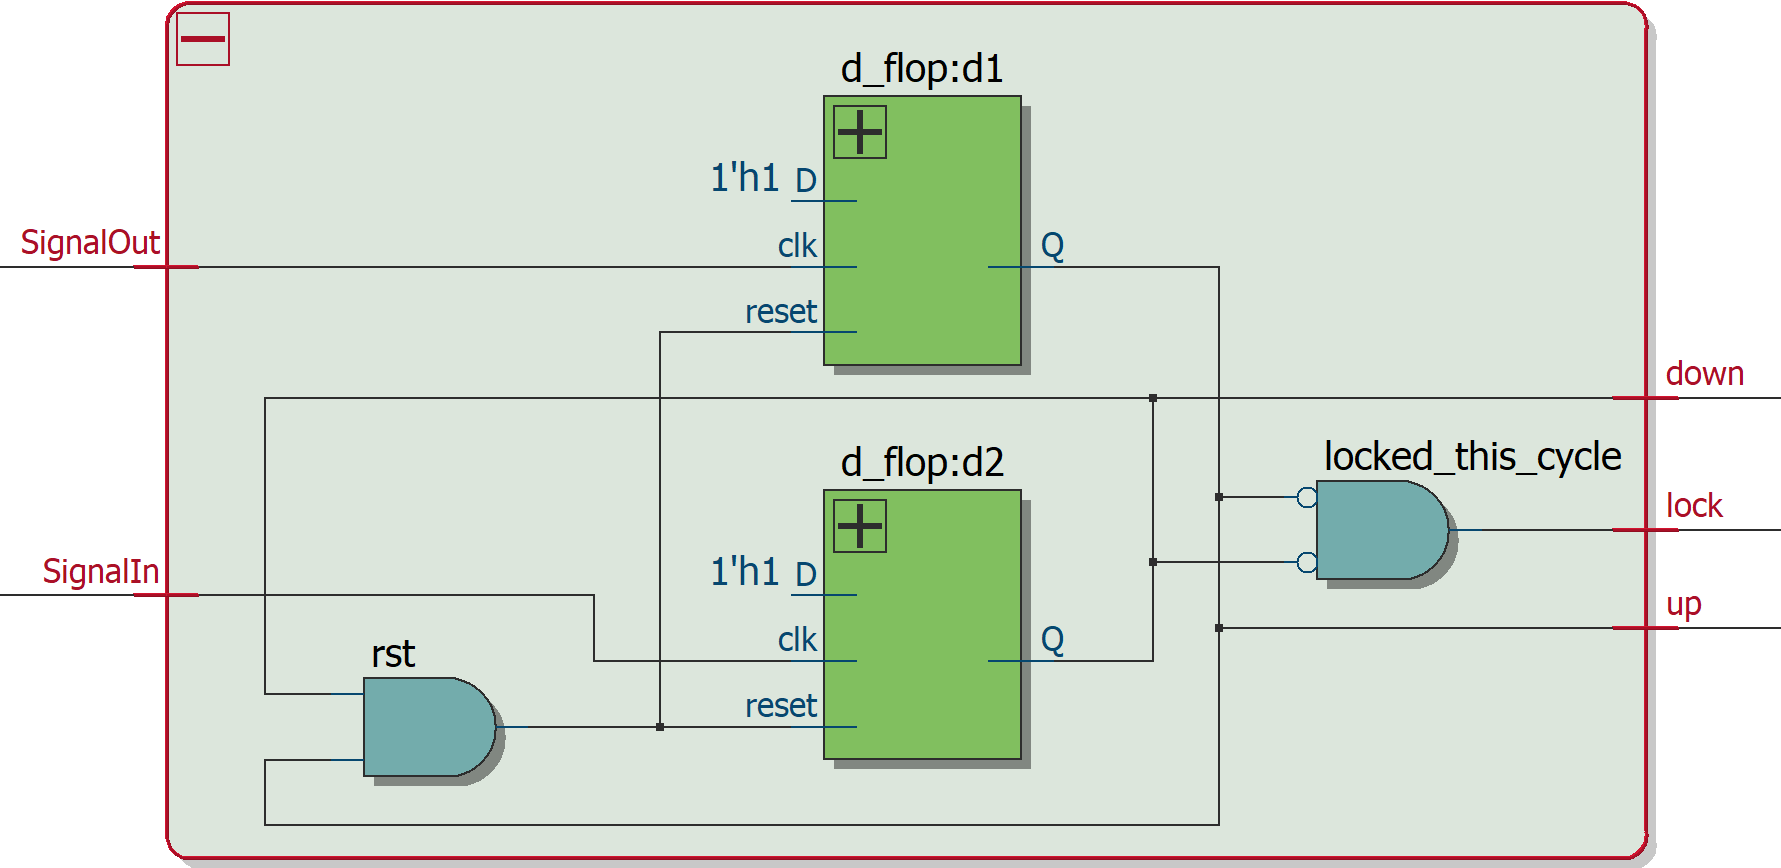 d_flop:d1
1'h1 D
SignalOut
clk
Q
reset
down
d_flop:d2
locked_this_cycle
lock
SignalIn
1'h1 D
up
clk
Q
rst
reset